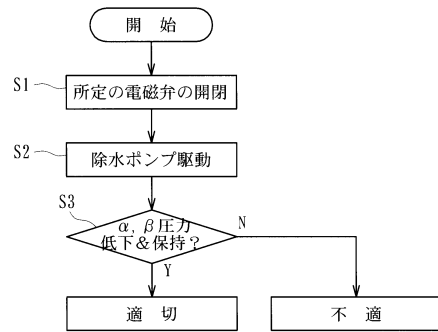 開 始
S1
所定の電磁弁の開閉
S2
除水ポンプ駆動
S3
α, β圧力
低下&保持?
N
Y
適 切
不 適